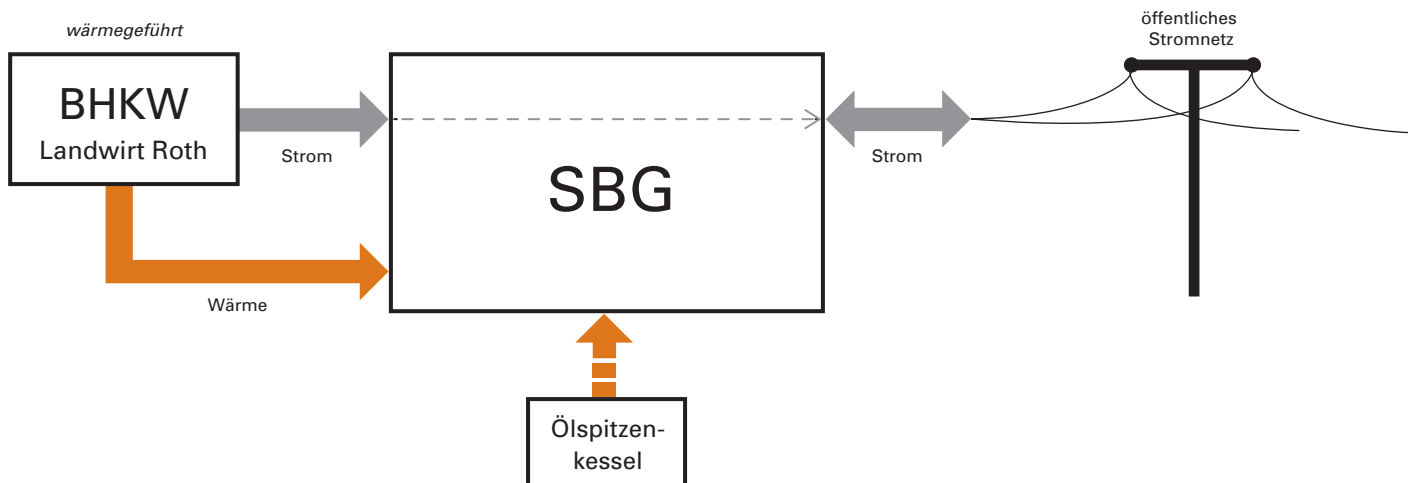 wärmegeführt
BHKW
Landwirt Roth
Strom
Wärme
SBG
Ölspitzen-
kessel
Strom
öffentliches
Stromnetz